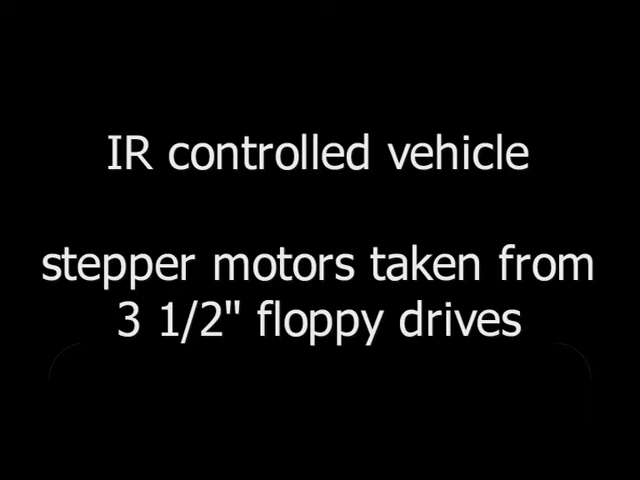 IR controlled vehicle
stepper motors taken from
3 1/2" floppy drives